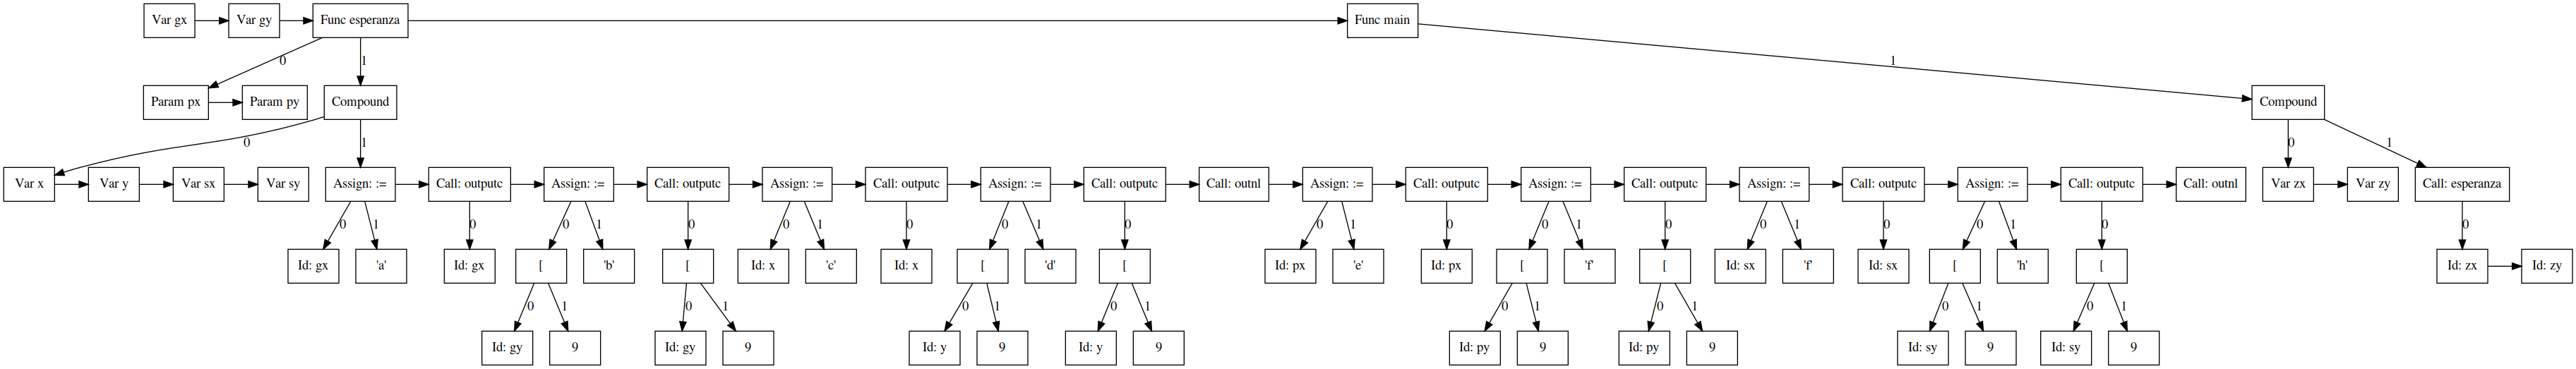 Var gx
Var gy
Func esperanza
Func main
0
1
1
Param px
Param py
Compound
Compound
0
1
0
1
Var x
Var y
Var sx
Var sy
Assign: :=
Call: outputc
Assign: :=
Call: outputc
Assign: :=
Call: outputc
Assign: :=
Call: outputc
Call: outnl
Assign: :=
Call: outputc
Assign: :=
Call: outputc
Assign: :=
Call: outputc
Assign: :=
Call: outputc
Call: outnl
Var zx
Var zy
Call: esperanza
0
1
0
0
1
0
0
1
0
0
1
0
0
1
0
0
1
0
0
1
0
0
1
0
0
Id: gx
'a'
Id: gx
[
'b'
[
Id: x
'c'
Id: x
[
'd'
[
Id: px
'e'
Id: px
[
'f'
[
Id: sx
'f'
Id: sx
[
'h'
[
Id: zx
Id: zy
0
1
0
1
0
1
0
1
0
1
0
1
0
1
0
1
Id: gy
9
Id: gy
9
Id: y
9
Id: y
9
Id: py
9
Id: py
9
Id: sy
9
Id: sy
9